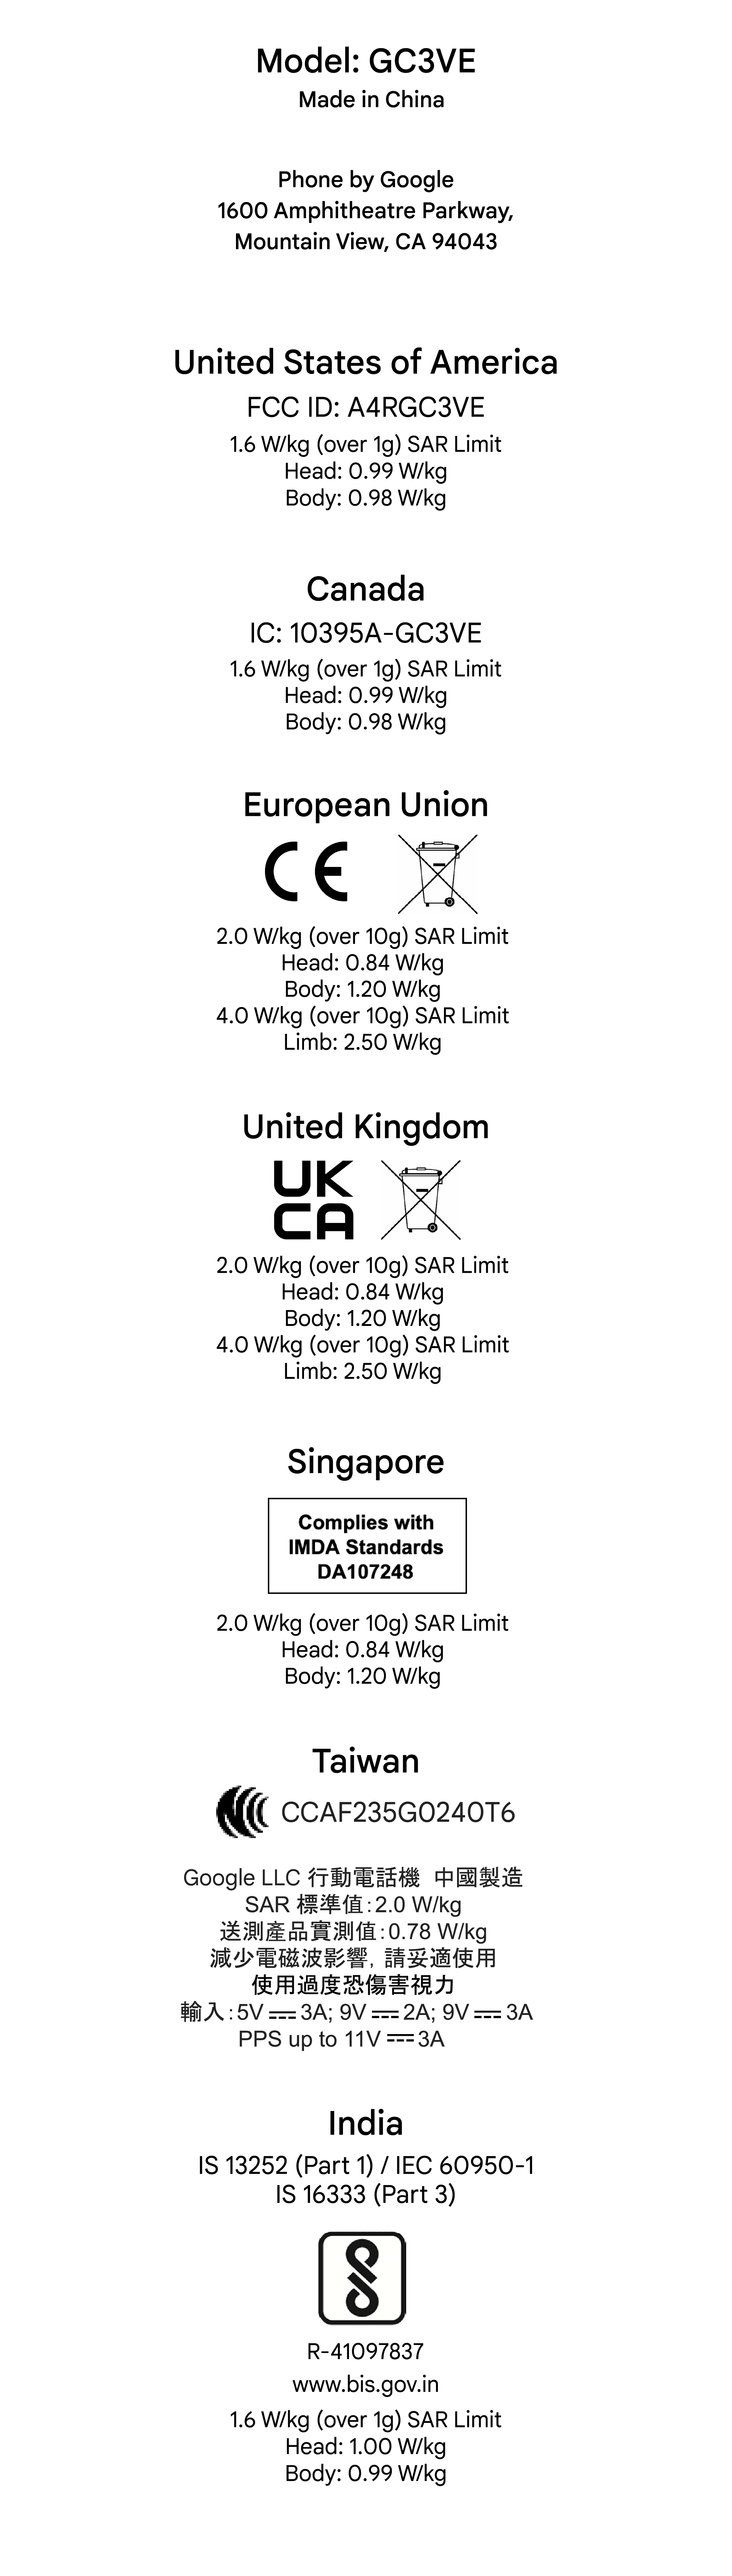 Model: GC3VE
Made in China
Phone by Google
1600 Amphitheatre Parkway,
Mountain View, CA 94043
United States of America
FCC ID: A4RGC3VE
1.6 W/kg (over 1g) SAR Limit
Head: 0.99 W/kg
Body: 0.98 W/kg
Canada
IC: 10395A-GC3VE
1.6 W/kg (over 1g) SAR Limit
Head: 0.99 W/kg
Body: 0.98 W/kg
European Union
CE
2.0 W/kg (over 10g) SAR Limit
Head: 0.84 W/kg
Body: 1.20 W/kg
4.0 W/kg (over 10g) SAR Limit
Limb: 2.50 W/kg
United Kingdom
UK
CA
2.0 W/kg (over 10g) SAR Limit
Head: 0.84 W/kg
Body: 1.20 W/kg
4.0 W/kg (over 10g) SAR Limit
Limb: 2.50 W/kg
Singapore
Complies with
IMDA Standards
DA107248
2.0 W/kg (over 10g) SAR Limit
Head: 0.84 W/kg
Body: 1.20 W/kg
Taiwan
CCAF235G0240T6
Google LLC 行動電話機 中國製造
SAR 標準值:2.0 W/kg
送測產品實測值:0.78 W/kg
減少電磁波影響, 請妥適使用
使用過度恐傷害視力
輸入:5V ⎓ 3A; 9V ⎓ 2A; 9V ⎓ 3A
PPS up to 11V ⎓ 3A
India
IS 13252 (Part 1) / IEC 60950-1
IS 16333 (Part 3)
R-41097837
www.bis.gov.in
1.6 W/kg (over 1g) SAR Limit
Head: 1.00 W/kg
Body: 0.99 W/kg